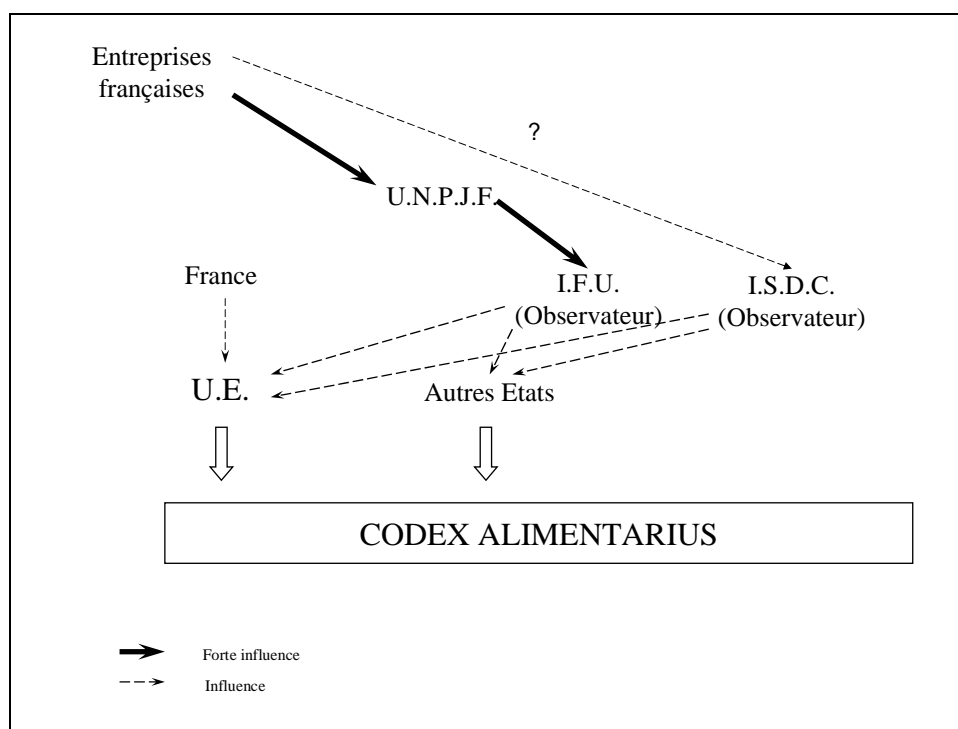 Entreprises
françaises
?
U.N.P.J.F.
France
I.F.U.
(Observateur)
I.S.D.C.
(Observateur)
U.E.
Autres Etats
CODEX ALIMENTARIUS
Forte influence
Influence